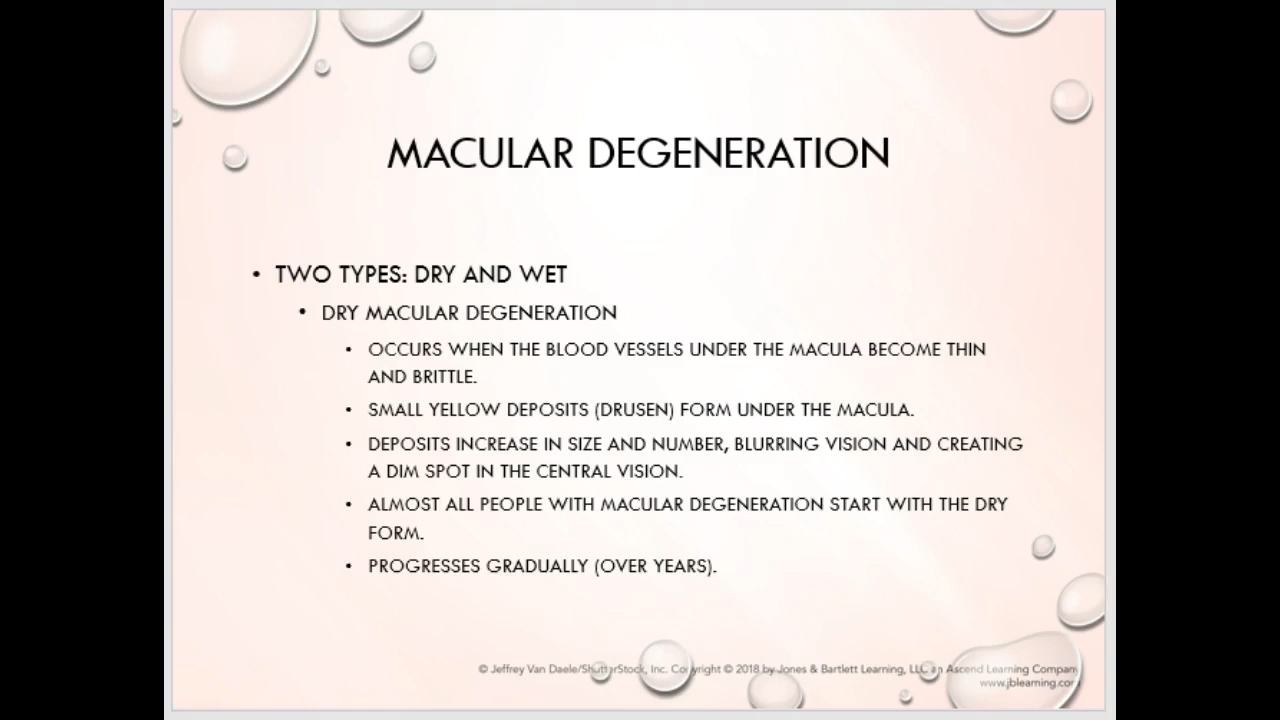 MACULAR DEGENERATION
• TWO TYPES: DRY AND WET
• DRY MACULAR DEGENERATION
• OCCURS WHEN THE BLOOD VESSELS UNDER THE MACULA BECOME THIN
AND BRITTLE.
• SMALL YELLOW DEPOSITS (DRUSEN) FORM UNDER THE MACULA.
• DEPOSITS INCREASE IN SIZE AND NUMBER, BLURRING VISION AND CREATING
A DIM SPOT IN THE CENTRAL VISION.
• ALMOST ALL PEOPLE WITH MACULAR DEGENERATION START WITH THE DRY
FORM.
• PROGRESSES GRADUALLY (OVER YEARS).
© Jeffrey Van Daele/ShutterStock, Inc. Copyright © 2018 by Jones & Bartlett Learning, LLC an Ascend Learning Company
www.jblearning.com